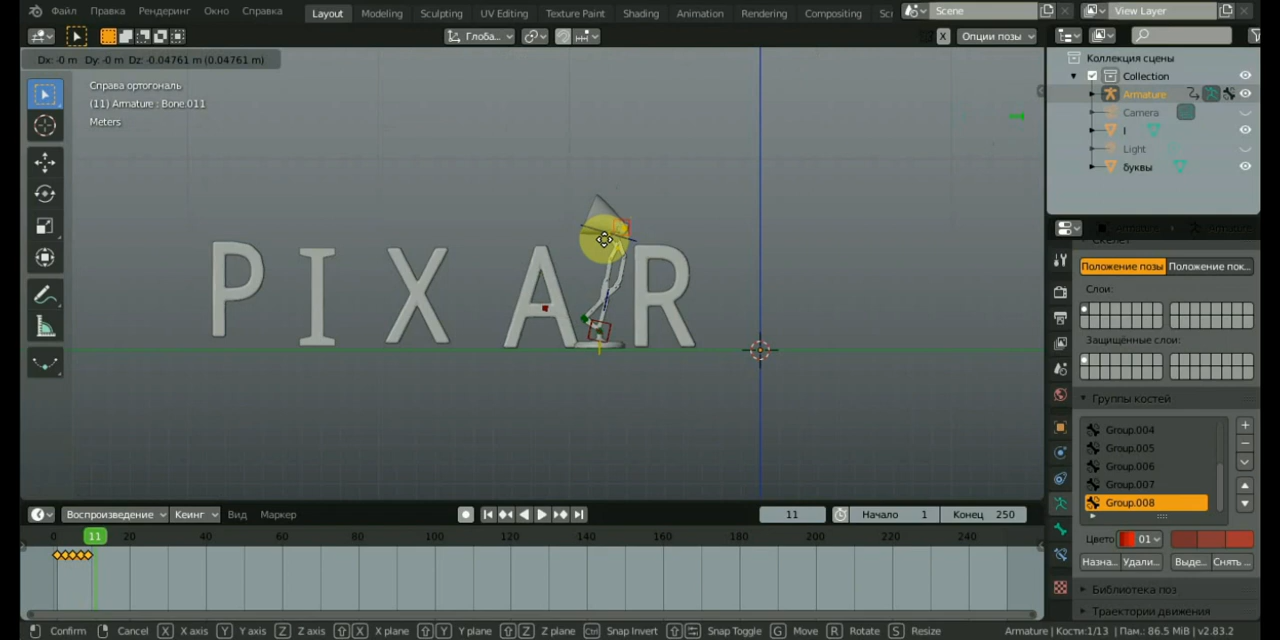 Файл Правка Рендеринг Окно Справка Layout Modeling Sculpting UV Editing Texture Paint Shading Animation Rendering Compositing Scene View Layer
Глоба... X Опции позы
Dx: -0 m Dy: -0 m Dz: -0.04761 m (0.04761 m)
Справа ортогональ
(11) Armature : Bone.011
Meters
Коллекция сцены
Collection
Armature
Camera
I
Light
буквы
PIXAR
Положение позы Положение пок...
Слои:
Защищённые слои:
Группы костей
Group.004
Group.005
Group.006
Group.007
Group.008
Цвето 01
Назна... Удали... Выде... Снять ...
Библиотека поз
Траектории движения
Воспроизведение Кеинг Вид Маркер 11 Начало 1 Конец 250
0 11 20 40 60 80 100 120 140 160 180 200 220 240
Confirm Cancel X X axis Y Y axis Z Z axis X X plane Y Y plane Z Z plane Ctrl Snap Invert Snap Toggle G Move R Rotate S Resize Armature | Кости:1/13 | Пам.: 86.5 MiB | v2.83.2